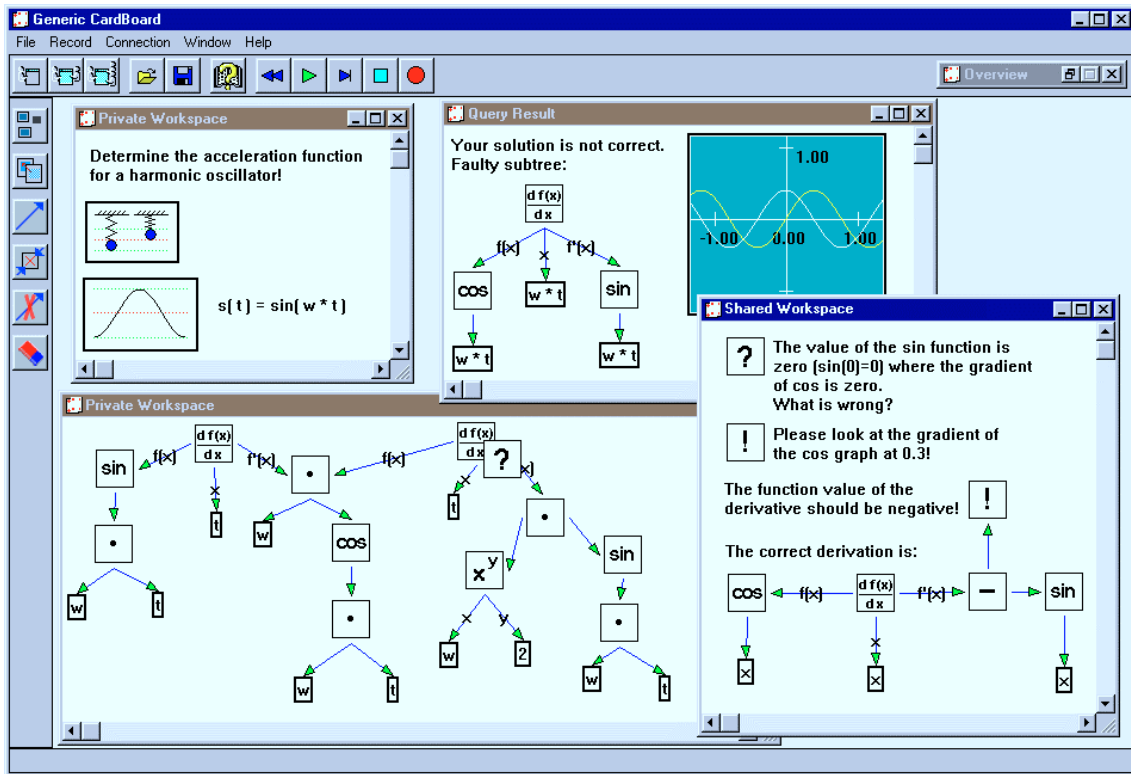 Generic CardBoard
File Record Connection Window Help
Overview
Private Workspace
Determine the acceleration function
for a harmonic oscillator!
s(t) = sin( w * t )
Query Result
Your solution is not correct.
Faulty subtree:
d f(x)
dx
f(x) x f'(x)
cos w * t sin
w * t w * t
1.00
-1.00 0.00 1.00
Private Workspace
d f(x) d f(x)
dx ?
sin f(x) f'(x) f(x) x)
x x
• t • t •
w cos
x y sin
• •
x y
w t w 2
•
w t w t
Shared Workspace
? The value of the sin function is
zero (sin(0)=0) where the gradient
of cos is zero.
What is wrong?
! Please look at the gradient of
the cos graph at 0.3!
The function value of the
derivative should be negative! !
The correct derivation is:
cos f(x) d f(x) f'(x) – sin
dx
x
x x x